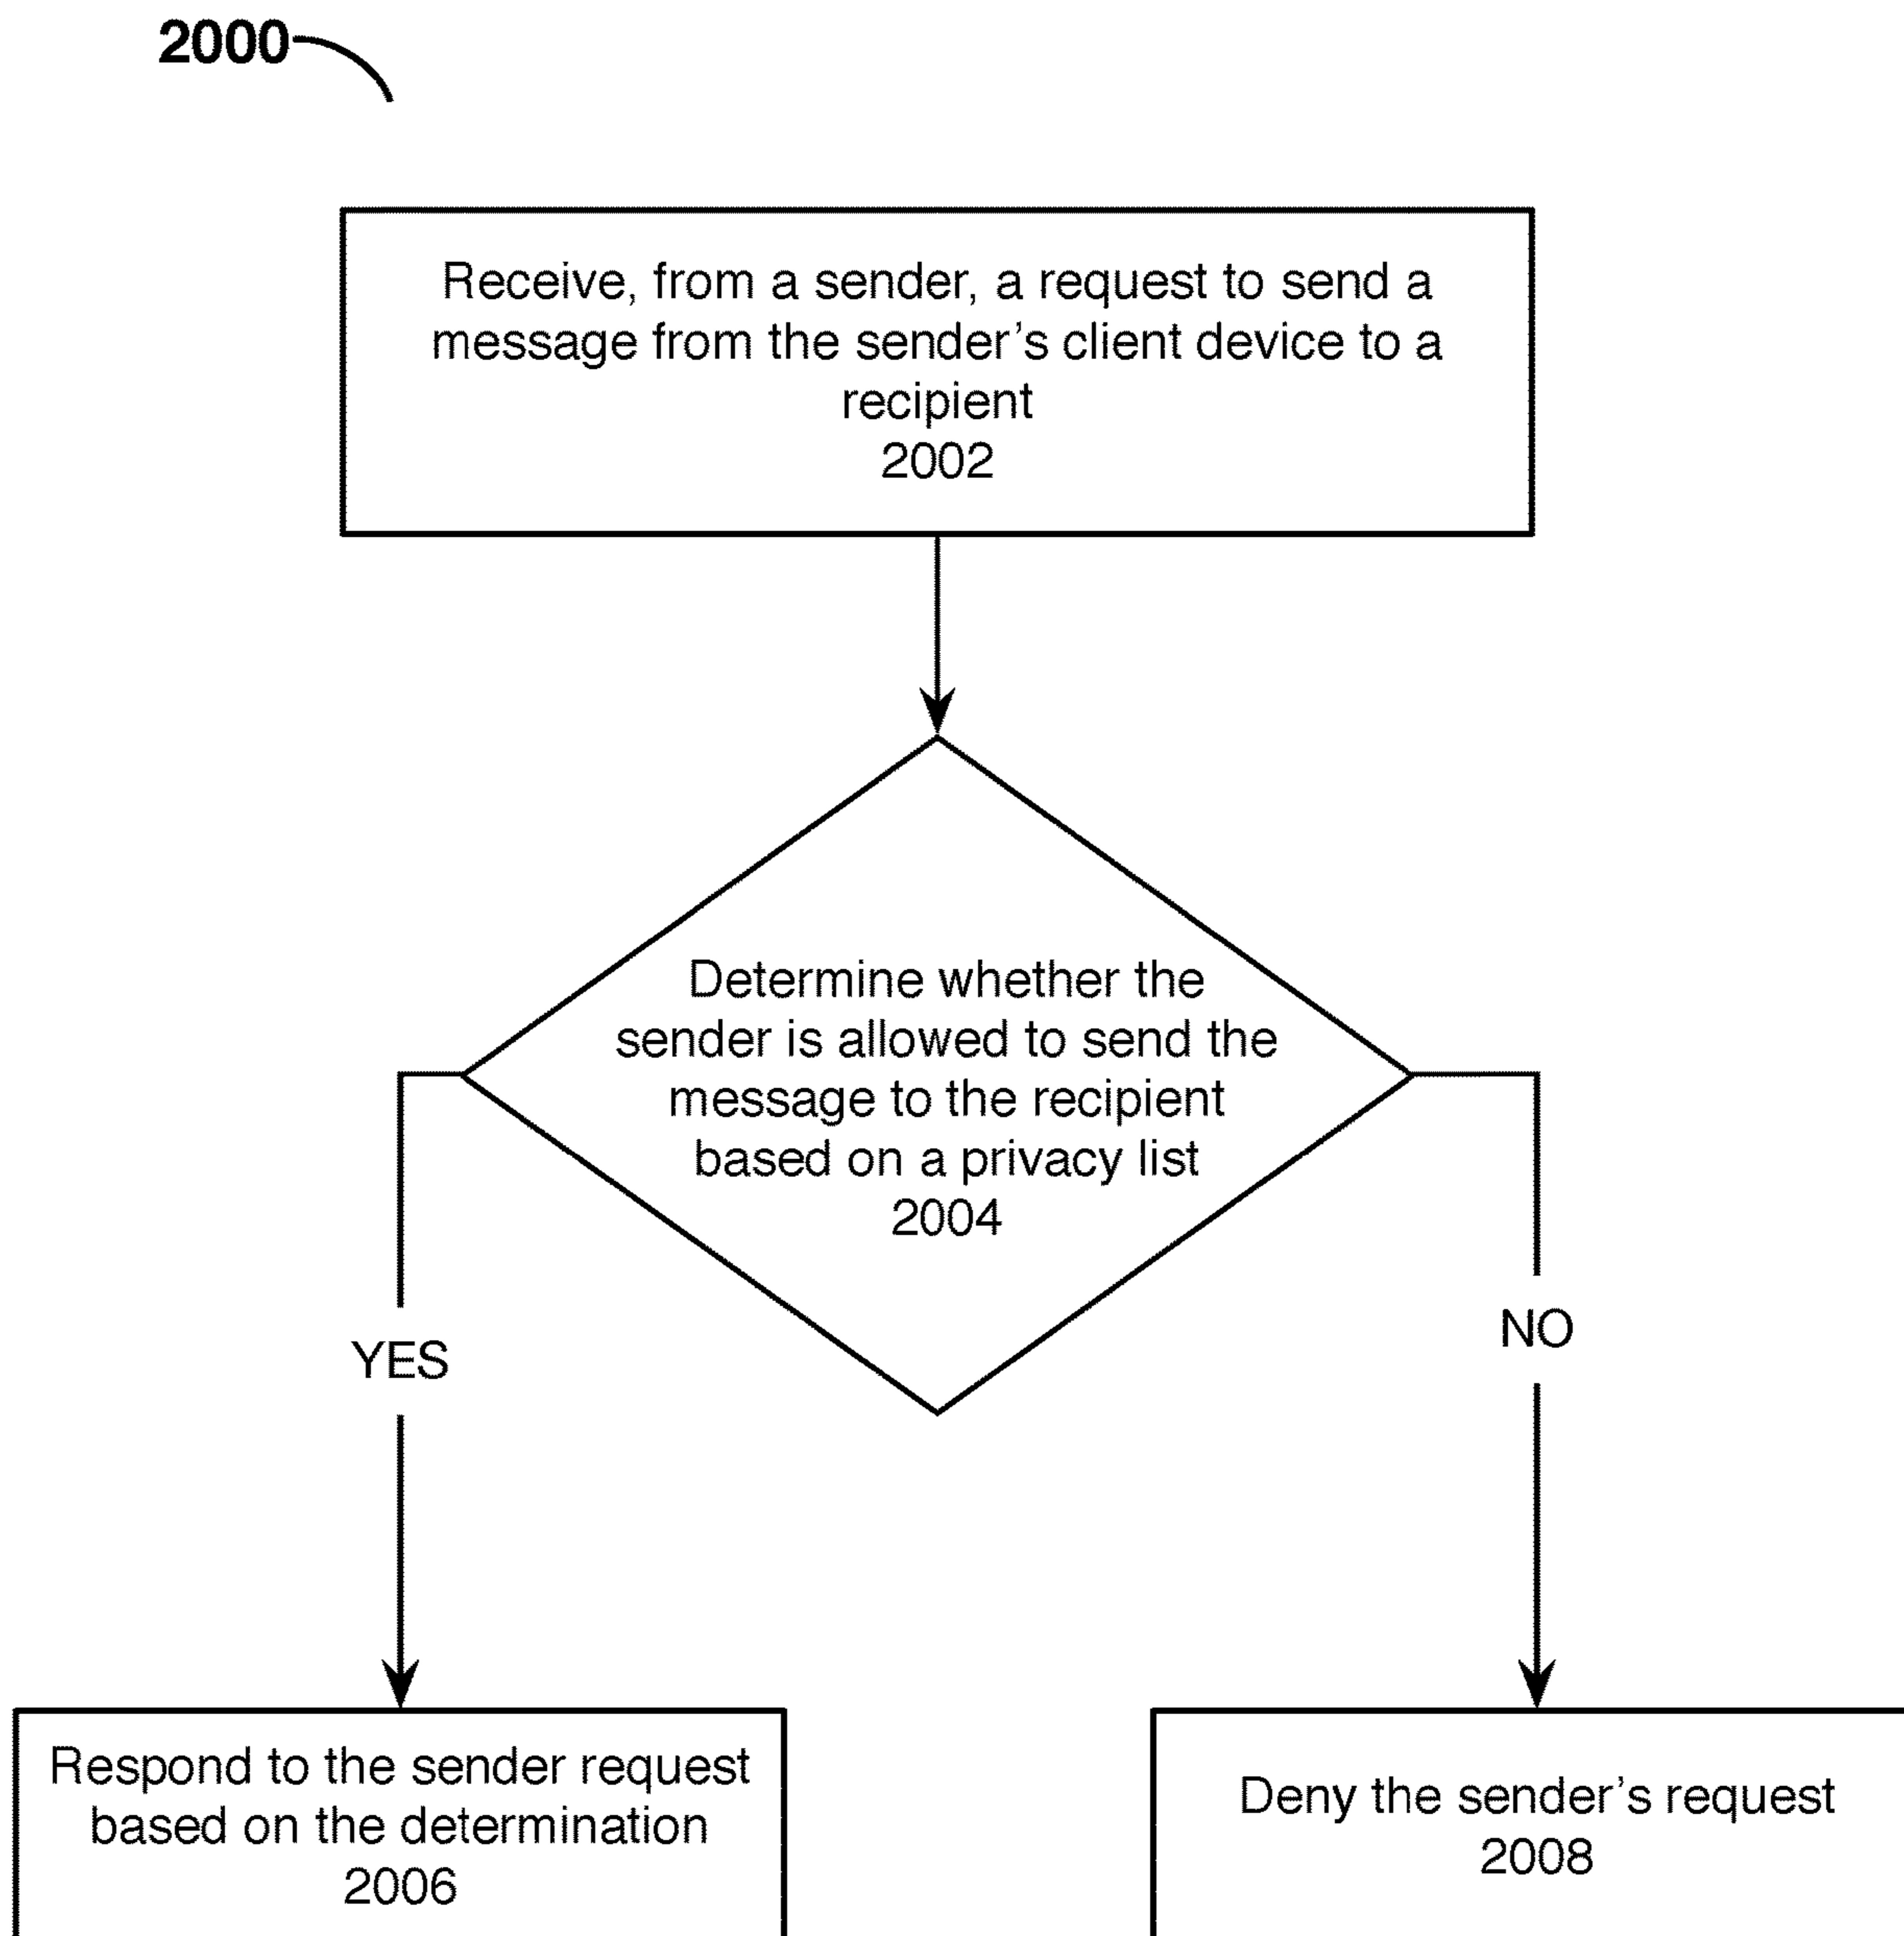 2000
Receive, from a sender, a request to send a
message from the sender's client device to a
recipient
2002
Determine whether the
sender is allowed to send the
message to the recipient
based on a privacy list
2004
YES
NO
Respond to the sender request
based on the determination
2006
Deny the sender's request
2008